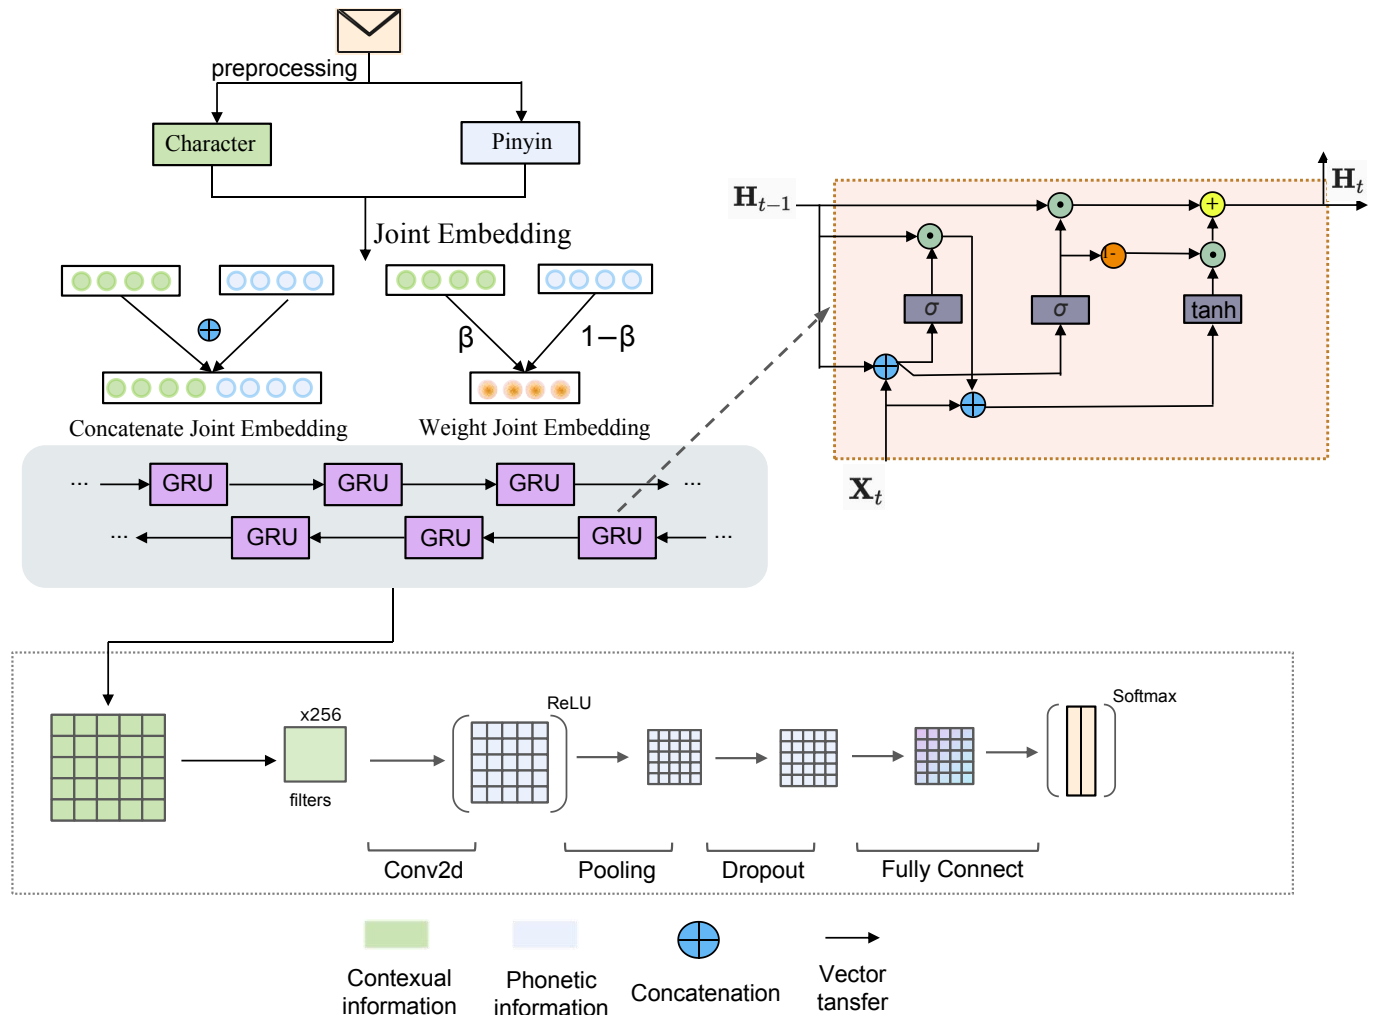 preprocessing
Character
Pinyin
Joint Embedding
β
1−β
Concatenate Joint Embedding
Weight Joint Embedding
... GRU GRU GRU ...
... GRU GRU GRU ...
H_{t−1}
H_t
+
1-
σ
σ
tanh
X_t
x256
filters
ReLU
Softmax
Conv2d
Pooling
Dropout
Fully Connect
Contexual
information
Phonetic
information
Concatenation
Vector
tansfer